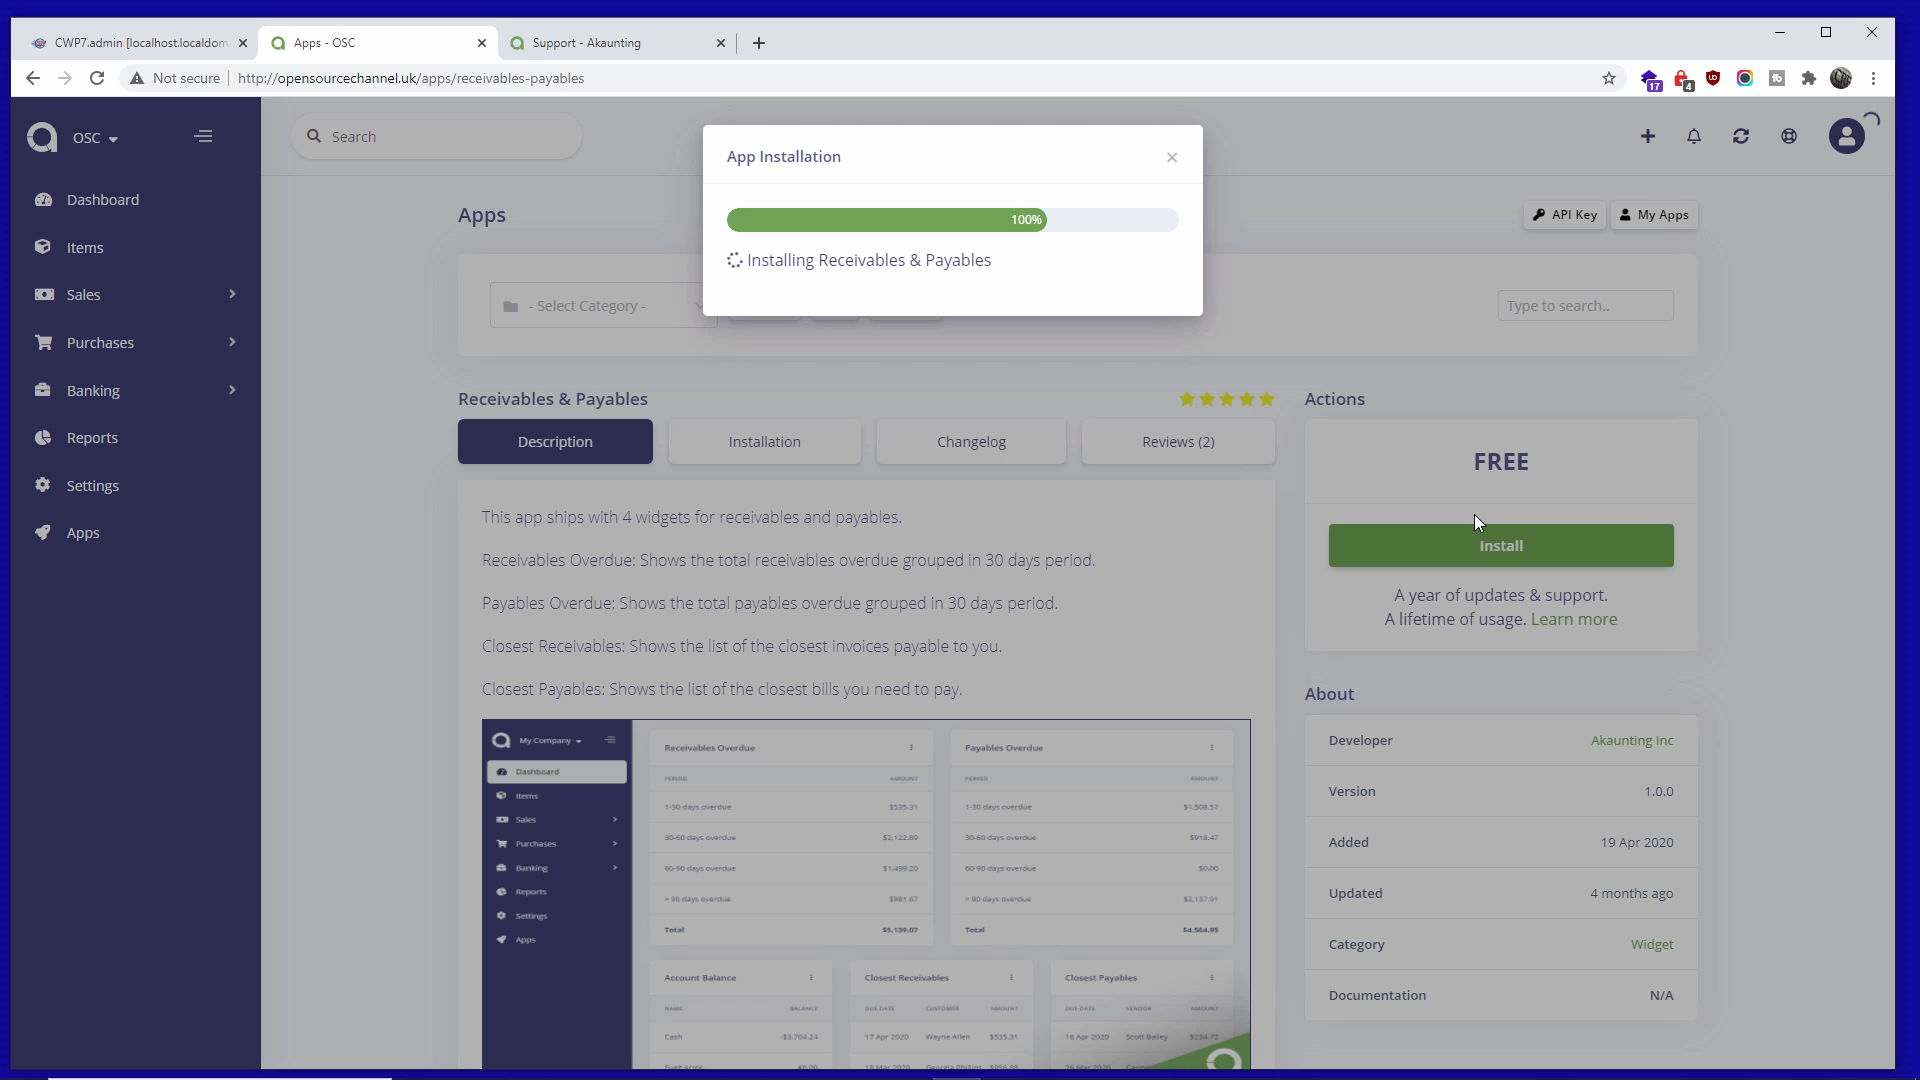 CWP7.admin [localhost.localdom
Apps - OSC
Support - Akaunting
Not secure
http://opensourcechannel.uk/apps/receivables-payables
17
4
OSC
Search
Dashboard
Items
Sales
Purchases
Banking
Reports
Settings
Apps
App Installation
100%
Installing Receivables & Payables
Apps
API Key
My Apps
- Select Category -
Type to search..
Receivables & Payables
Description
Installation
Changelog
Reviews (2)
This app ships with 4 widgets for receivables and payables.
Receivables Overdue: Shows the total receivables overdue grouped in 30 days period.
Payables Overdue: Shows the total payables overdue grouped in 30 days period.
Closest Receivables: Shows the list of the closest invoices payable to you.
Closest Payables: Shows the list of the closest bills you need to pay.
My Company
Dashboard
Items
Sales
Purchases
Banking
Reports
Settings
Apps
Receivables Overdue
PERIOD AMOUNT
1-30 days overdue $535.31
30-60 days overdue $2,122.89
60-90 days overdue $1,499.20
> 90 days overdue $981.67
Total $5,139.07
Payables Overdue
PERIOD AMOUNT
1-30 days overdue $1,508.57
30-60 days overdue $918.47
60-90 days overdue $0.00
> 90 days overdue $2,137.91
Total $4,564.95
Account Balance
NAME BALANCE
Cash -$3,704.24
Closest Receivables
DUE DATE CUSTOMER AMOUNT
17 Apr 2020 Wayne Allen $535.31
18 Mar 2020 Georgia Phillips
Closest Payables
DUE DATE VENDOR AMOUNT
16 Apr 2020 Scott Bailey $234.72
26 Mar 2020
Actions
FREE
Install
A year of updates & support.
A lifetime of usage. Learn more
About
Developer Akaunting Inc
Version 1.0.0
Added 19 Apr 2020
Updated 4 months ago
Category Widget
Documentation N/A